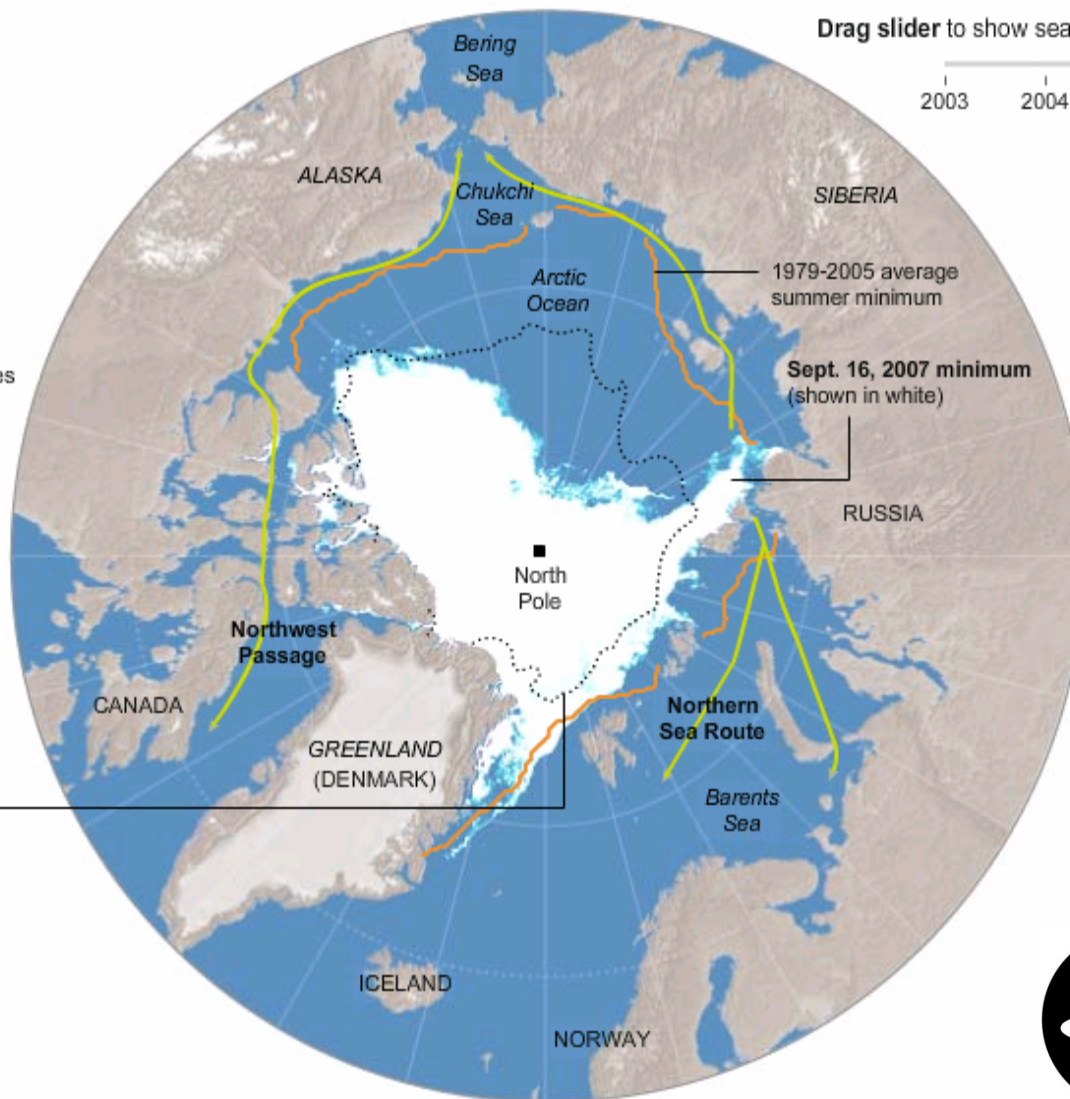 Drag slider to show sea
2003 2004
Bering
Sea
ALASKA
Chukchi
Sea
SIBERIA
Arctic
Ocean
1979-2005 average
summer minimum
Sept. 16, 2007 minimum
(shown in white)
es
RUSSIA
North
Pole
Northwest
Passage
CANADA
GREENLAND
(DENMARK)
Northern
Sea Route
Barents
Sea
ICELAND
NORWAY